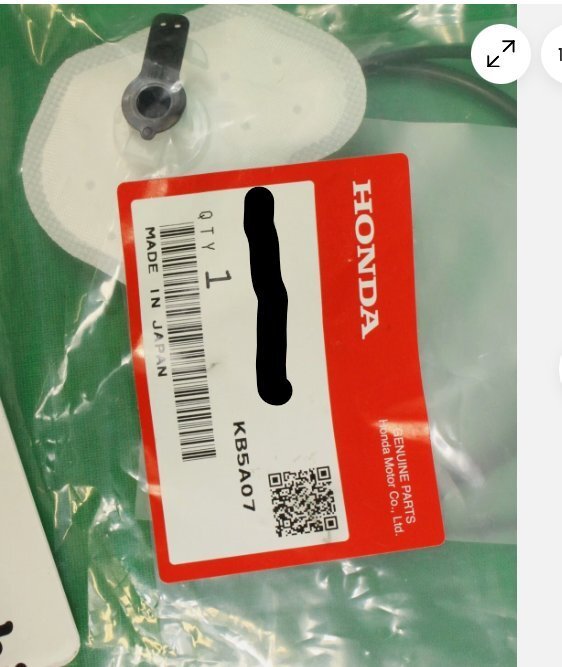 HONDA
GENUINE PARTS
Honda Motor Co., Ltd.
QTY 1
MADE IN JAPAN
KB5A07